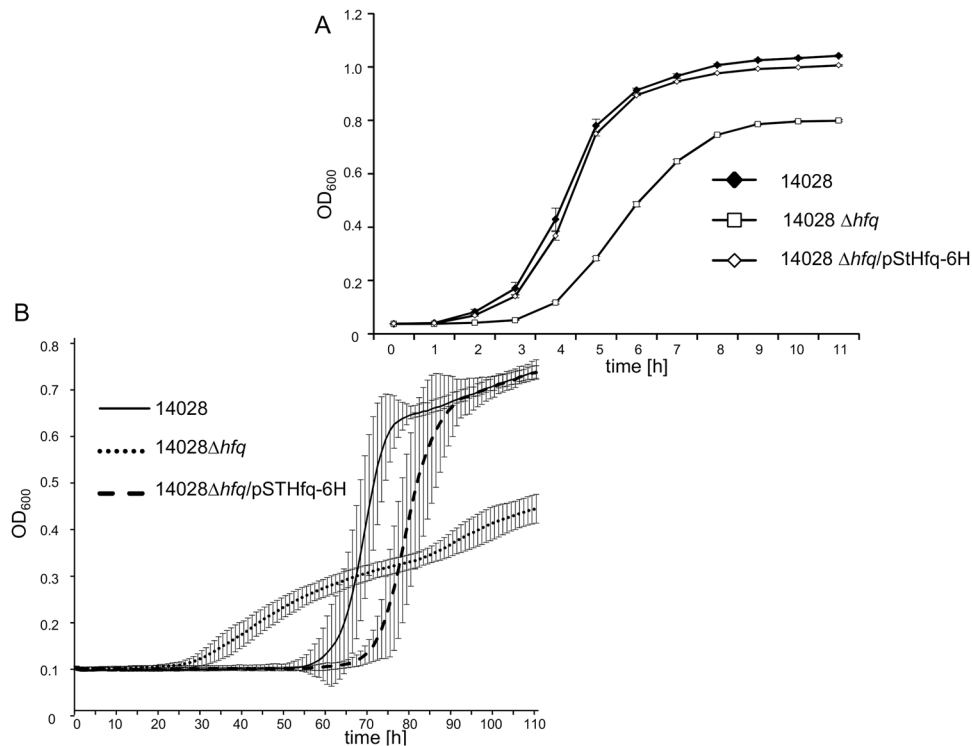 A
1.2
1.0
0.8
0.6
0.4
0.2
0
OD600
0 1 2 3 4 5 6 7 8 9 10 11
time [h]
14028
14028 Δhfq
14028 Δhfq/pStHfq-6H
B
0.8
0.7
0.6
0.5
0.4
0.3
0.2
0.1
0
OD600
0 10 20 30 40 50 60 70 80 90 100 110
time [h]
14028
14028Δhfq
14028Δhfq/pSTHfq-6H